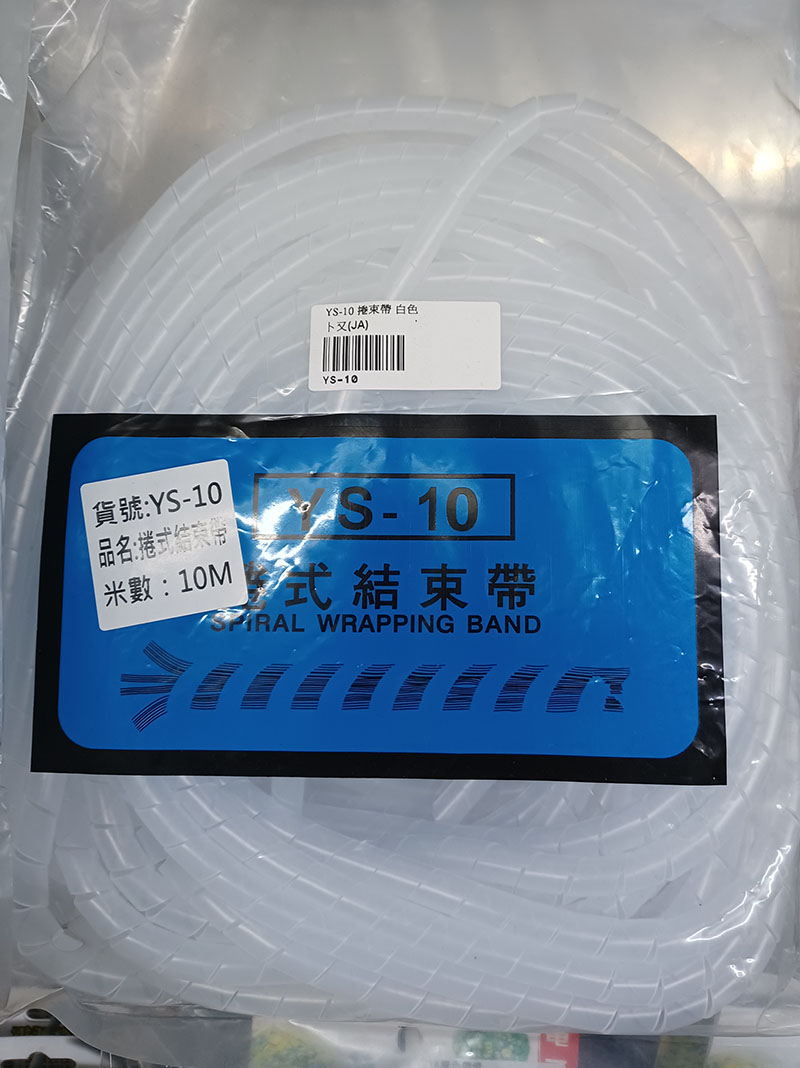 YS-10 捲束帶 白色
卜又(JA)
YS-10
貨號:YS-10
品名:捲式結束帶
米數：10M
YS-10
捲式結束帶
SPIRAL WRAPPING BAND